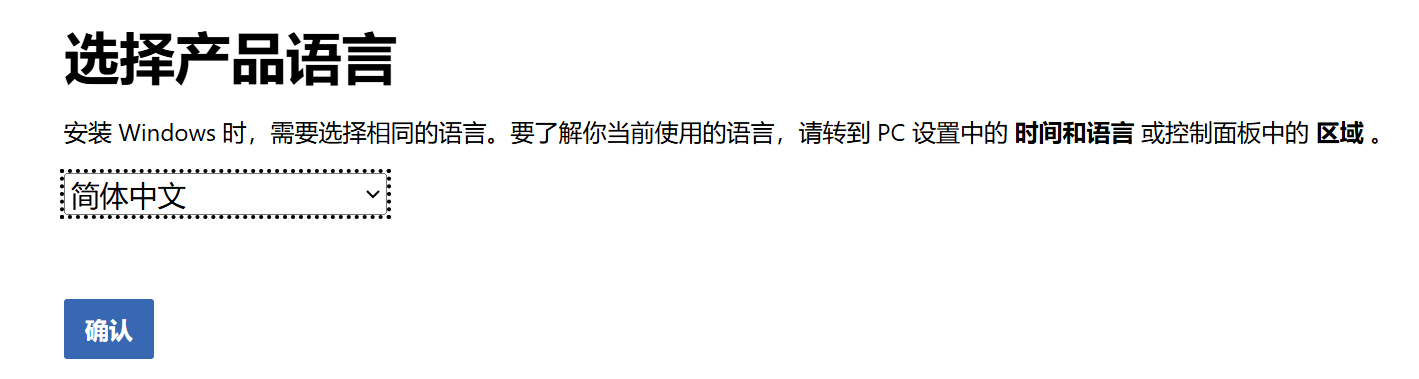 选择产品语言
安装 Windows 时，需要选择相同的语言。要了解你当前使用的语言，请转到 PC 设置中的 时间和语言 或控制面板中的 区域 。
简体中文
确认